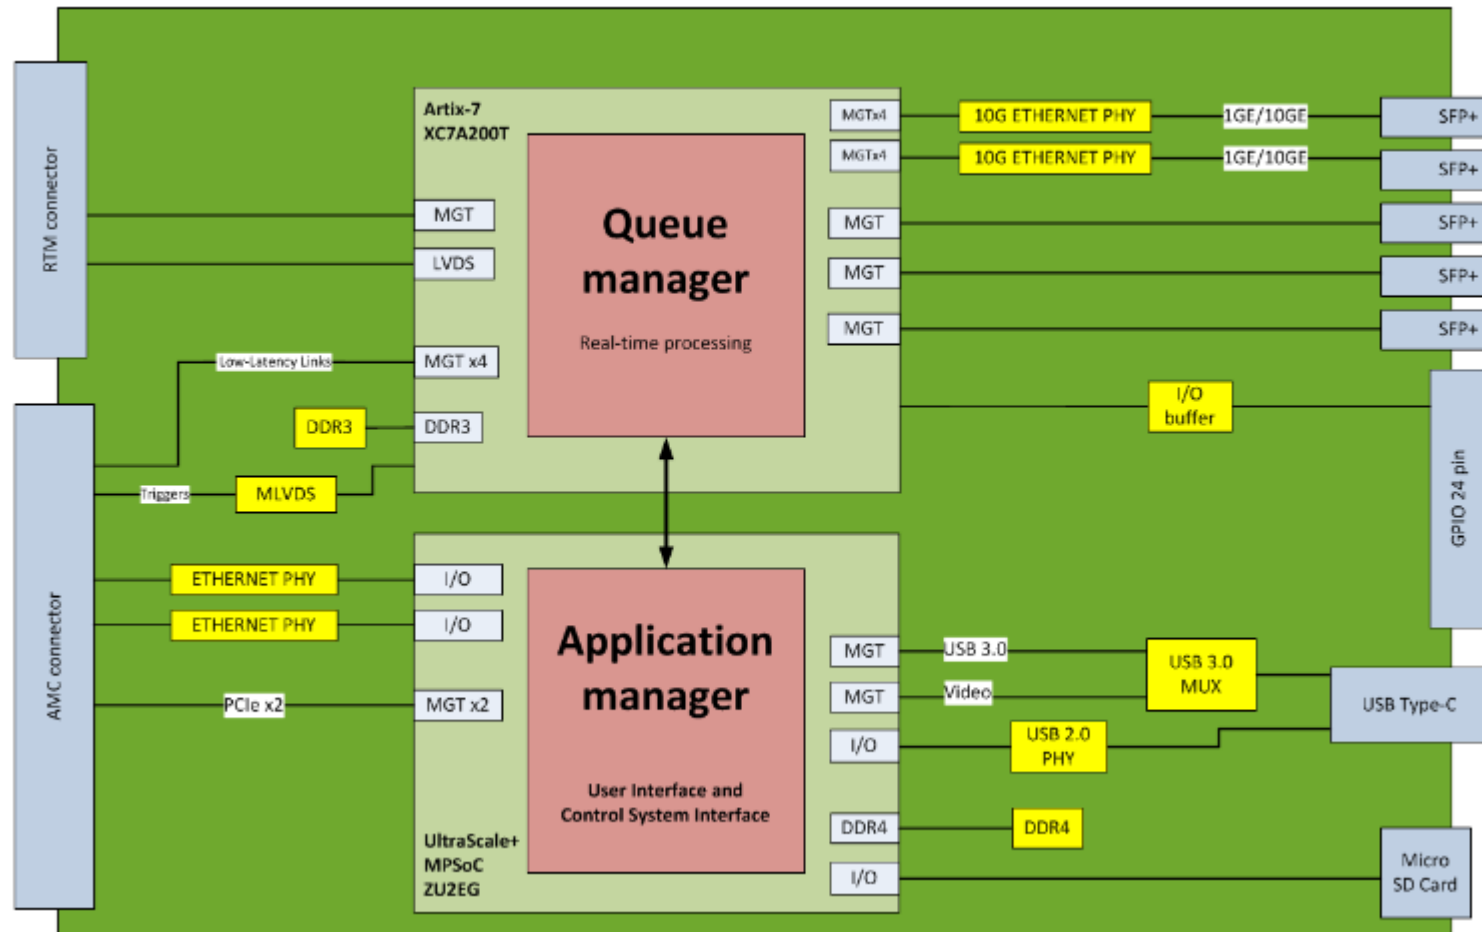 Artix-7
XC7A200T
Queue
manager
Real-time processing
RTM connector
MGT
LVDS
Low-Latency Links
MGT x4
DDR3
DDR3
Triggers
MLVDS
MGTx4
10G ETHERNET PHY
1GE/10GE
SFP+
MGTx4
10G ETHERNET PHY
1GE/10GE
SFP+
MGT
SFP+
MGT
SFP+
MGT
SFP+
I/O
buffer
GPIO 24 pin
AMC connector
ETHERNET PHY
I/O
ETHERNET PHY
I/O
PCIe x2
MGT x2
Application
manager
User Interface and
Control System Interface
UltraScale+
MPSoC
ZU2EG
MGT
USB 3.0
MGT
Video
USB 3.0
MUX
USB Type-C
I/O
USB 2.0
PHY
DDR4
DDR4
I/O
Micro
SD Card